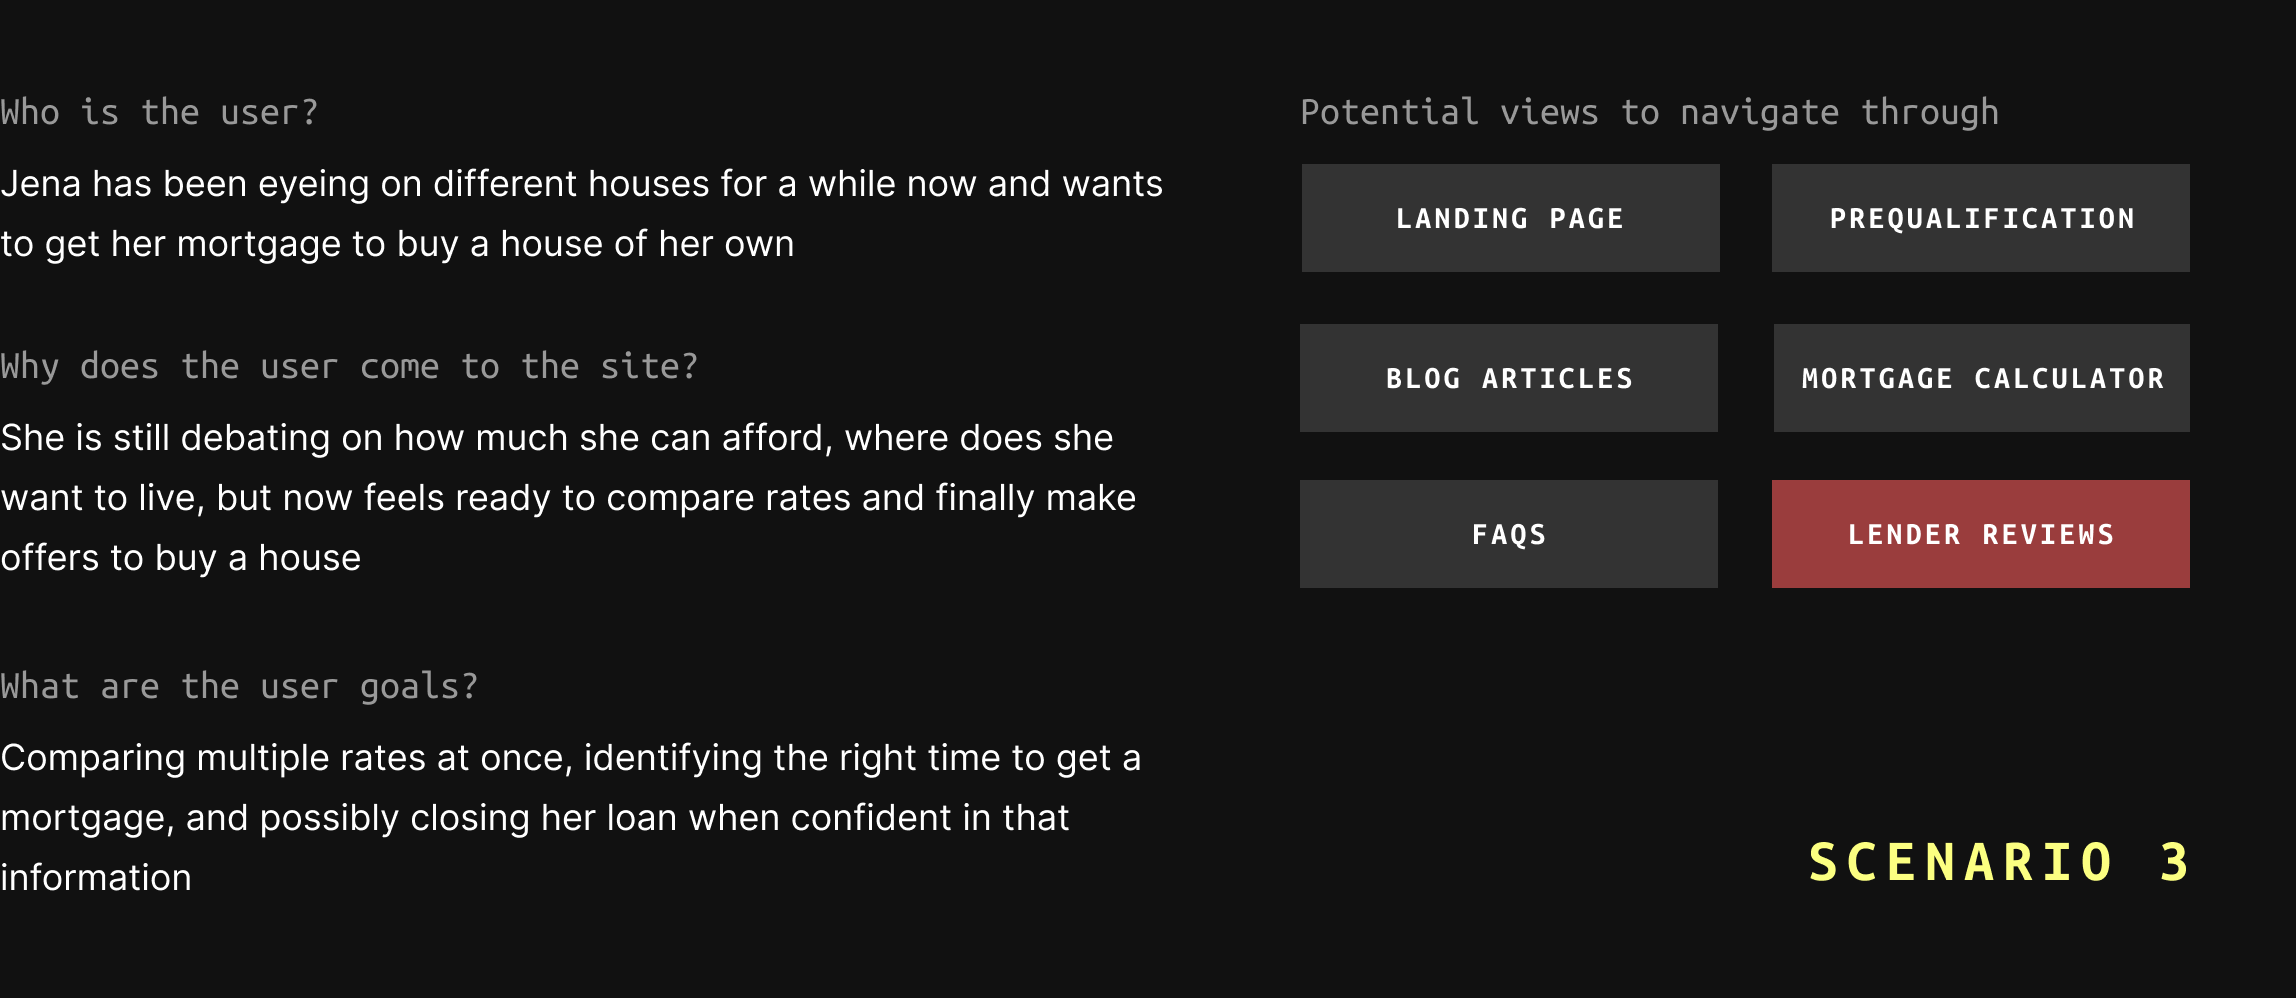 Who is the user?
Jena has been eyeing on different houses for a while now and wants
to get her mortgage to buy a house of her own
Why does the user come to the site?
She is still debating on how much she can afford, where does she
want to live, but now feels ready to compare rates and finally make
offers to buy a house
What are the user goals?
Comparing multiple rates at once, identifying the right time to get a
mortgage, and possibly closing her loan when confident in that
information
Potential views to navigate through
LANDING PAGE
PREQUALIFICATION
BLOG ARTICLES
MORTGAGE CALCULATOR
FAQS
LENDER REVIEWS
SCENARIO 3